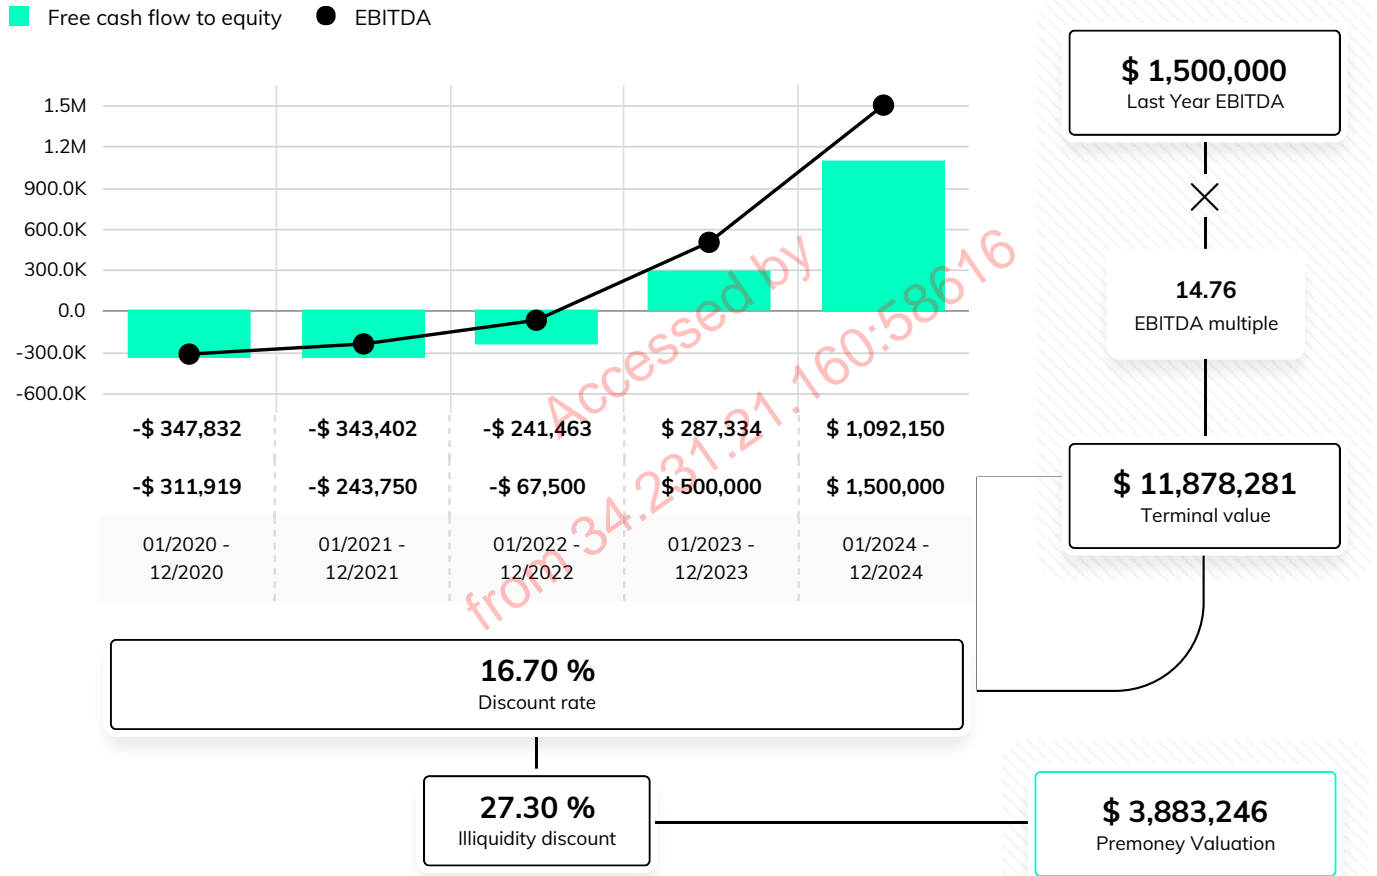 Free cash flow to equity
EBITDA
1.5M
1.2M
900.0K
600.0K
300.0K
0.0
-300.0K
-600.0K
-$ 347,832 -$ 343,402 -$ 241,463 $ 287,334 $ 1,092,150
-$ 311,919 -$ 243,750 -$ 67,500 $ 500,000 $ 1,500,000
01/2020 - 01/2021 - 01/2022 - 01/2023 - 01/2024 -
12/2020 12/2021 12/2022 12/2023 12/2024
$ 1,500,000
Last Year EBITDA
14.76
EBITDA multiple
$ 11,878,281
Terminal value
16.70 %
Discount rate
27.30 %
Illiquidity discount
$ 3,883,246
Premoney Valuation
Accessed by
from 34.231.21.160:58616